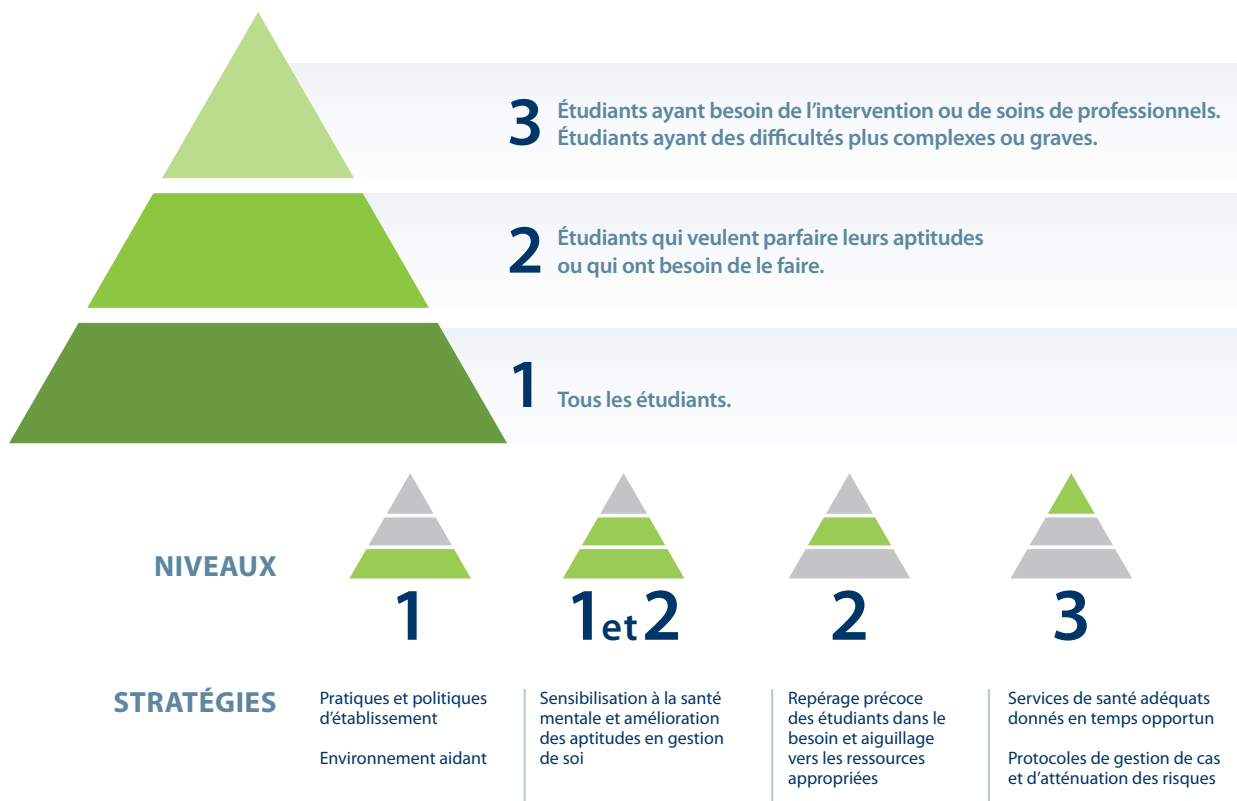 3
Étudiants ayant besoin de l’intervention ou de soins de professionnels.
Étudiants ayant des difficultés plus complexes ou graves.
2
Étudiants qui veulent parfaire leurs aptitudes
ou qui ont besoin de le faire.
1
Tous les étudiants.
NIVEAUX
1
1 et 2
2
3
STRATÉGIES
Pratiques et politiques
d’établissement
Environnement aidant
Sensibilisation à la santé
mentale et amélioration
des aptitudes en gestion
de soi
Repérage précoce
des étudiants dans le
besoin et aiguillage
vers les ressources
appropriées
Services de santé adéquats
donnés en temps opportun
Protocoles de gestion de cas
et d’atténuation des risques